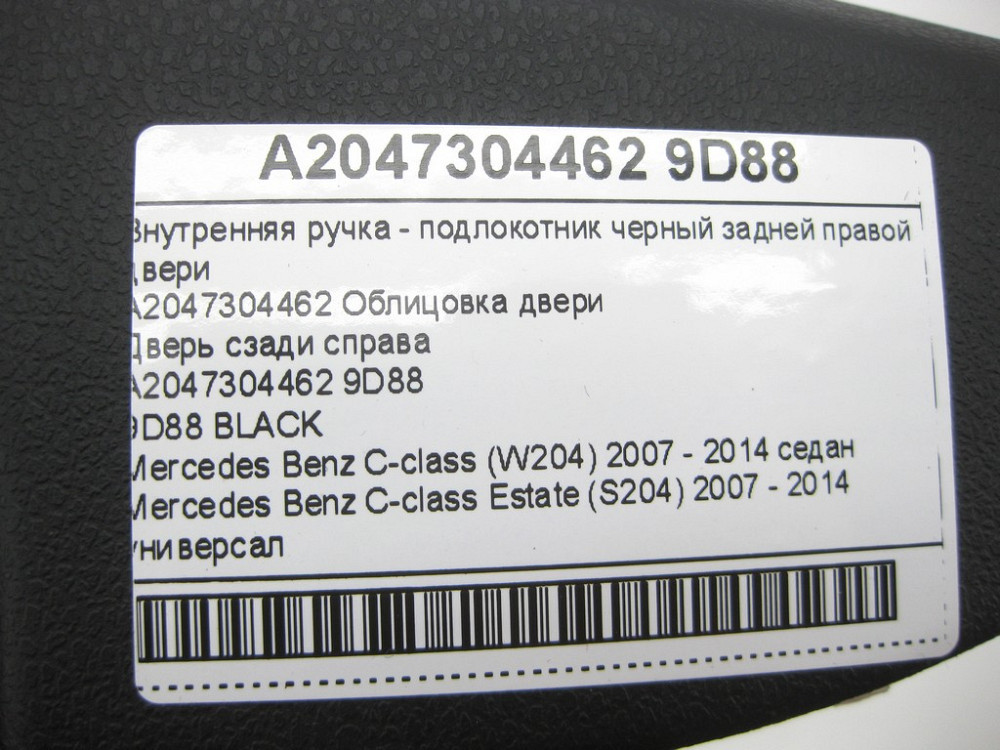 A2047304462 9D88
Внутренняя ручка - подлокотник черный задней правой
двери
A2047304462 Облицовка двери
Дверь сзади справа
A2047304462 9D88
9D88 BLACK
Mercedes Benz C-class (W204) 2007 - 2014 седан
Mercedes Benz C-class Estate (S204) 2007 - 2014
универсал